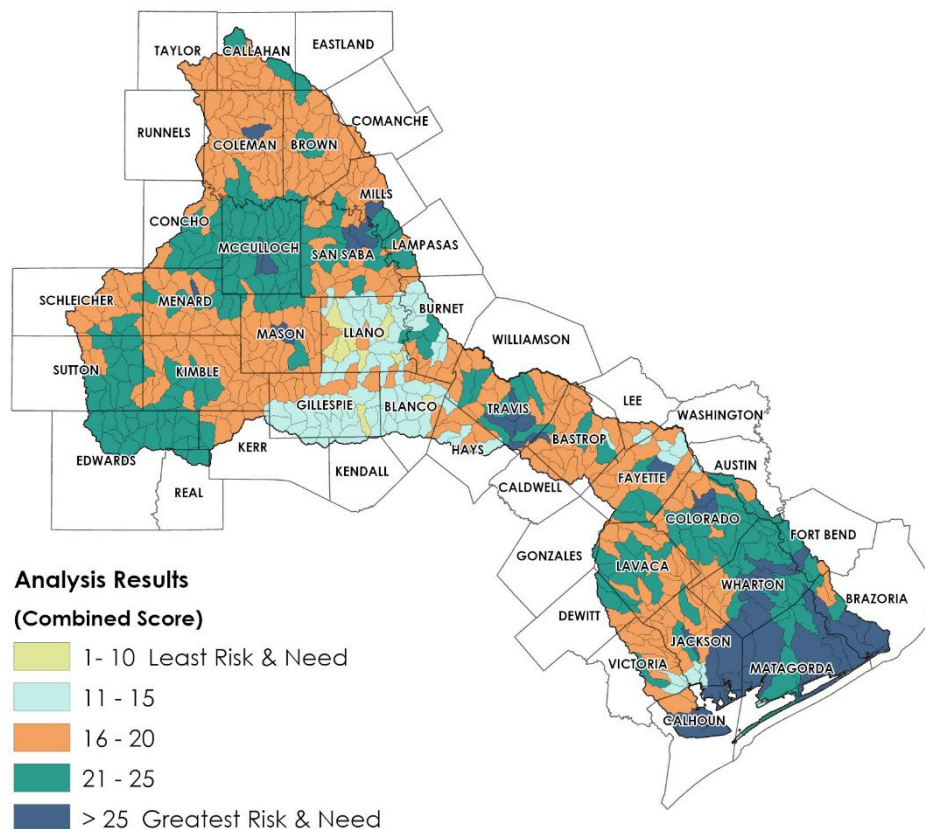 EASTLAND
TAYLOR
CALLAHAN
COMANCHE
RUNNELS
COLEMAN
BROWN
MILLS
CONCHO
MCCULLOCH
SAN SABA
LAMPASAS
SCHLEICHER
MENARD
BURNET
MASON
LLANO
WILLIAMSON
SUTTON
KIMBLE
LEE
GILLESPIE
BLANCO
TRAVIS
WASHINGTON
BASTROP
EDWARDS
KERR
HAYS
AUSTIN
REAL
KENDALL
FAYETTE
CALDWELL
COLORADO
FORT BEND
GONZALES
LAVACA
WHARTON
BRAZORIA
DEWITT
JACKSON
VICTORIA
MATAGORDA
CALHOUN
Analysis Results
(Combined Score)
1- 10 Least Risk & Need
11 - 15
16 - 20
21 - 25
> 25 Greatest Risk & Need